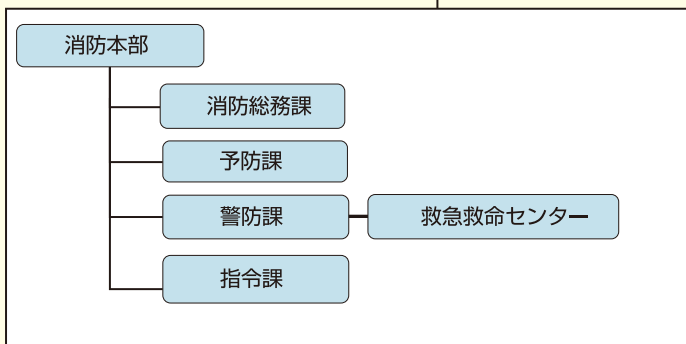 消防本部
消防総務課
予防課
警防課
救急救命センター
指令課